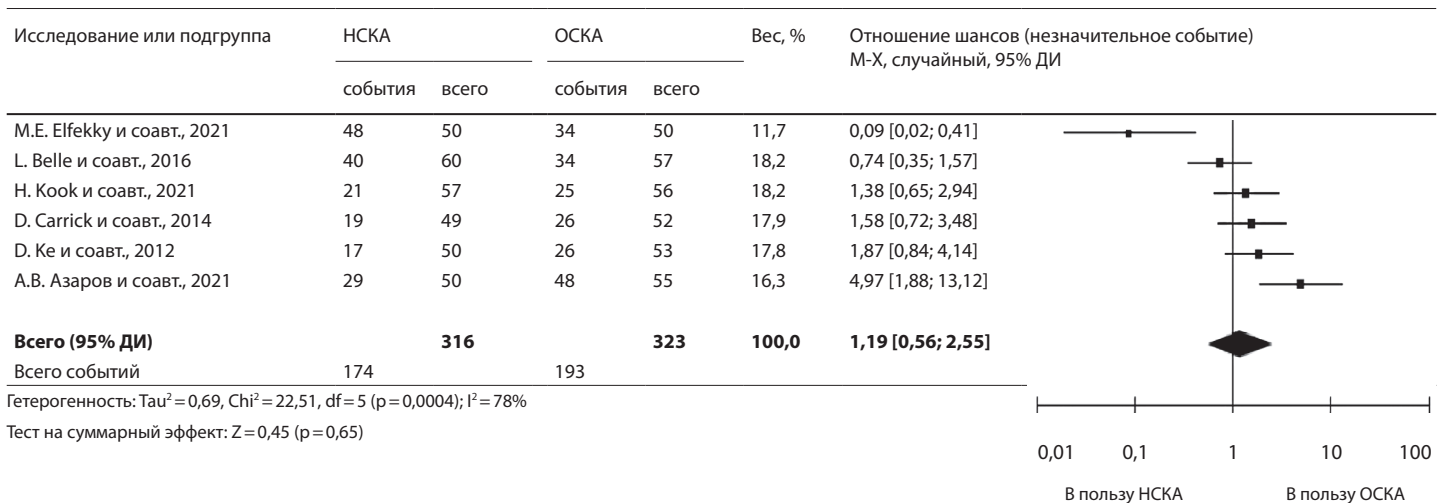 Исследование или подгруппа НСКА ОСКА Вес, % Отношение шансов (незначительное событие)
М-Х, случайный, 95% ДИ
события всего события всего
M.E. Elfekky и соавт., 2021 48 50 34 50 11,7 0,09 [0,02; 0,41]
L. Belle и соавт., 2016 40 60 34 57 18,2 0,74 [0,35; 1,57]
H. Kook и соавт., 2021 21 57 25 56 18,2 1,38 [0,65; 2,94]
D. Carrick и соавт., 2014 19 49 26 52 17,9 1,58 [0,72; 3,48]
D. Ke и соавт., 2012 17 50 26 53 17,8 1,87 [0,84; 4,14]
А.В. Азаров и соавт., 2021 29 50 48 55 16,3 4,97 [1,88; 13,12]
Всего (95% ДИ) 316 323 100,0 1,19 [0,56; 2,55]
Всего событий 174 193
Гетерогенность: Tau² = 0,69, Chi² = 22,51, df = 5 (p = 0,0004); I² = 78%
Тест на суммарный эффект: Z = 0,45 (p = 0,65)
0,01 0,1 1 10 100
В пользу НСКА В пользу ОСКА